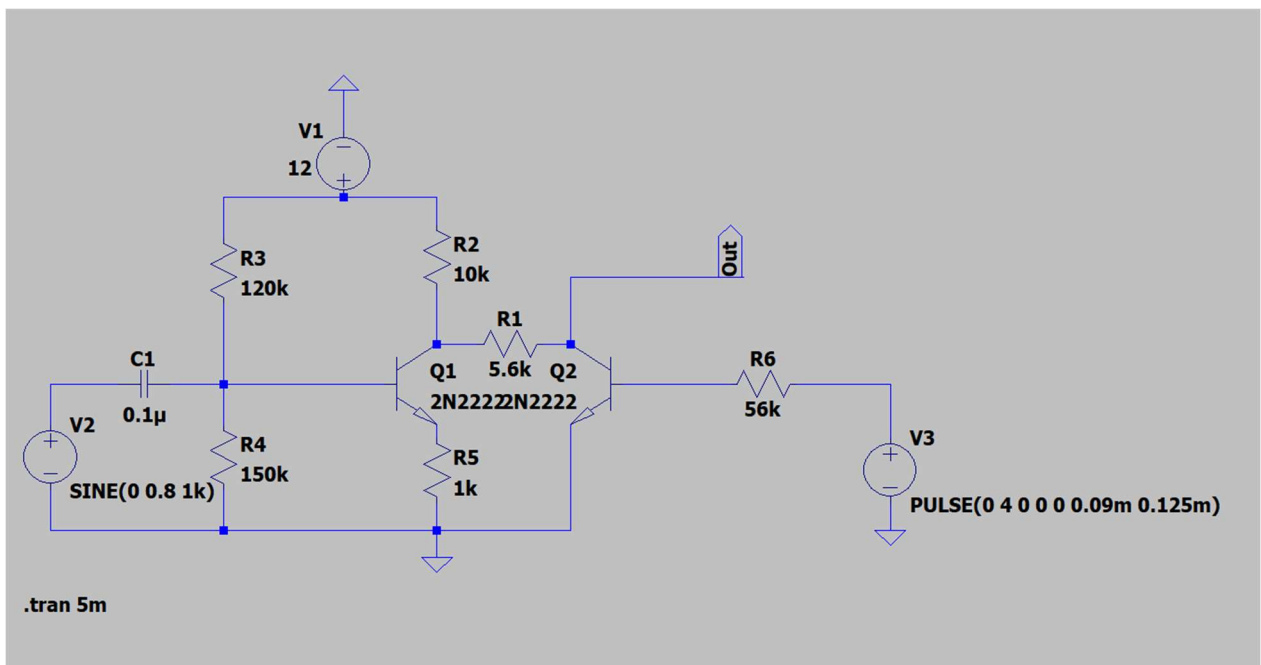 V1
12
R3
120k
R2
10k
Out
R1
5.6k
C1
0.1µ
Q1
2N2222
Q2
2N2222
R6
56k
V2
SINE(0 0.8 1k)
R4
150k
R5
1k
V3
PULSE(0 4 0 0 0 0.09m 0.125m)
.tran 5m